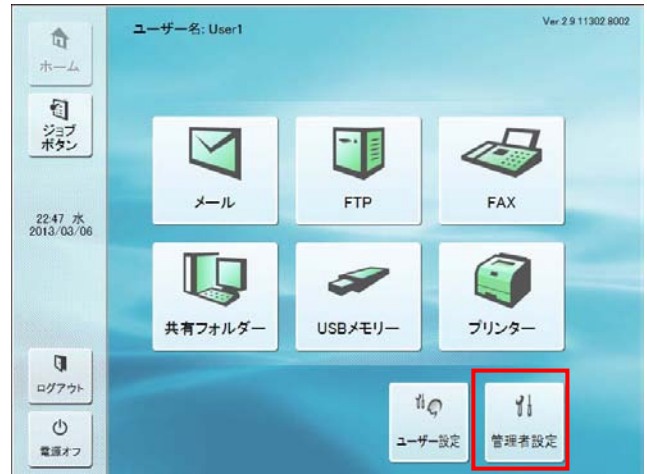 ユーザー名: User1
Ver.2.9.11302.8002
ホーム
ジョブ
ボタン
22:47 水
2013/03/06
メール
FTP
FAX
共有フォルダー
USBメモリー
プリンター
ログアウト
電源オフ
ユーザー設定
管理者設定